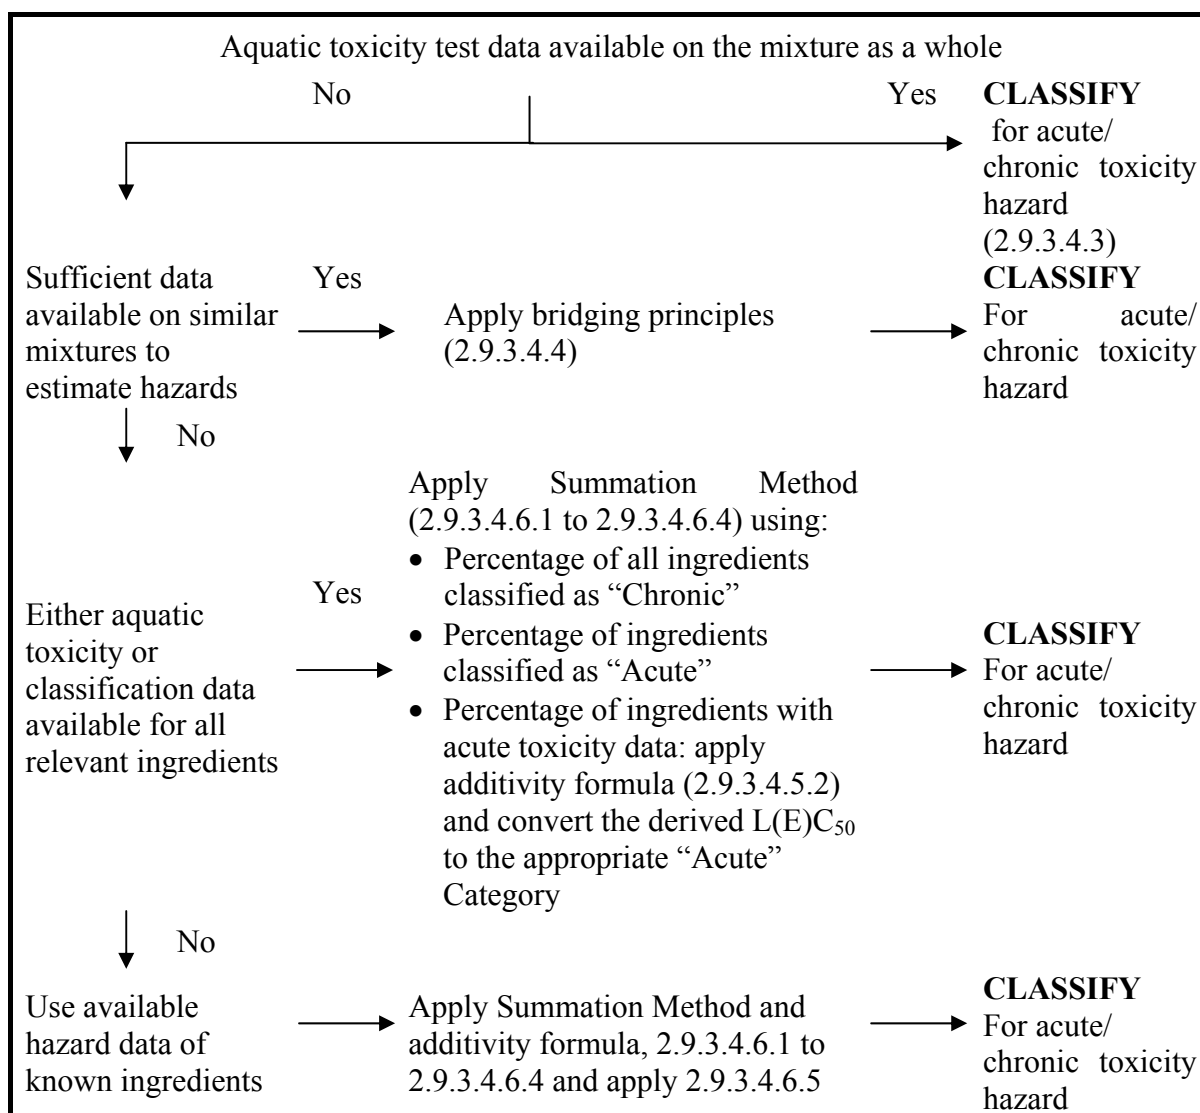 Aquatic toxicity test data available on the mixture as a whole
No
Yes
CLASSIFY
for acute/
chronic toxicity
hazard
(2.9.3.4.3)
Sufficient data
available on similar
mixtures to
estimate hazards
Yes
Apply bridging principles
(2.9.3.4.4)
CLASSIFY
For acute/
chronic toxicity
hazard
No
Either aquatic
toxicity or
classification data
available for all
relevant ingredients
Yes
Apply Summation Method
(2.9.3.4.6.1 to 2.9.3.4.6.4) using:
• Percentage of all ingredients
classified as “Chronic”
• Percentage of ingredients
classified as “Acute”
• Percentage of ingredients with
acute toxicity data: apply
additivity formula (2.9.3.4.5.2)
and convert the derived L(E)C₅₀
to the appropriate “Acute”
Category
CLASSIFY
For acute/
chronic toxicity
hazard
No
Use available
hazard data of
known ingredients
Apply Summation Method and
additivity formula, 2.9.3.4.6.1 to
2.9.3.4.6.4 and apply 2.9.3.4.6.5
CLASSIFY
For acute/
chronic toxicity
hazard